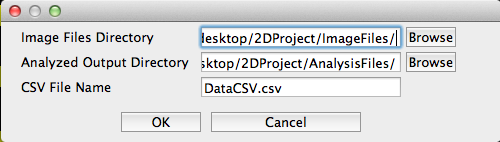 Image Files Directory desktop/2DProject/ImageFiles/ Browse
Analyzed Output Directory sktop/2DProject/AnalysisFiles/ Browse
CSV File Name DataCSV.csv
OK Cancel